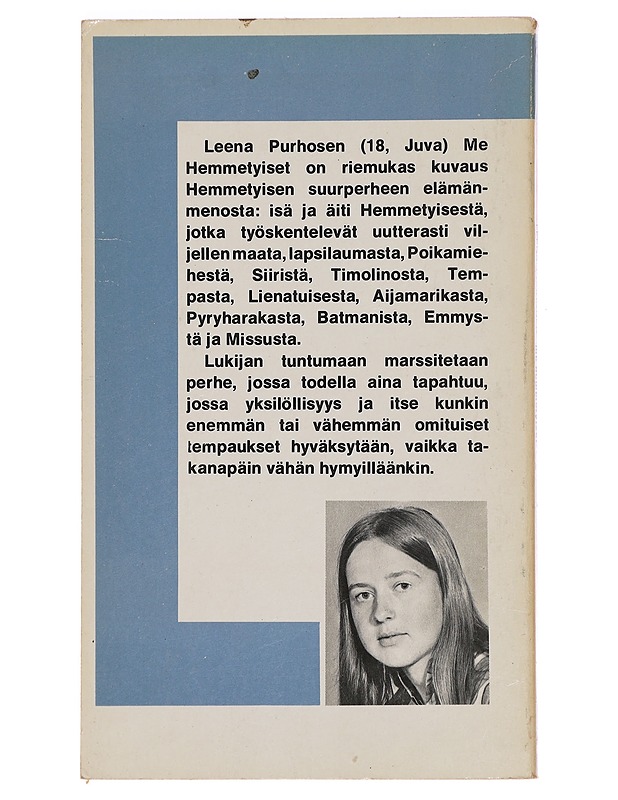 Leena Purhosen (18, Juva) Me
Hemmetyiset on riemukas kuvaus
Hemmetyisen suurperheen elämän-
menosta: isä ja äiti Hemmetyisestä,
jotka työskentelevät uutterasti vil-
jellen maata, lapsilaumasta, Poikamie-
hestä, Siiristä, Timolinosta, Tem-
pasta, Lienatuisesta, Aijamarikasta,
Pyryharakasta, Batmanista, Emmys-
tä ja Missusta.
Lukijan tuntumaan marssitetaan
perhe, jossa todella aina tapahtuu,
jossa yksilöllisyys ja itse kunkin
enemmän tai vähemmän omituiset
tempaukset hyväksytään, vaikka ta-
kanapäin vähän hymyilläänkin.